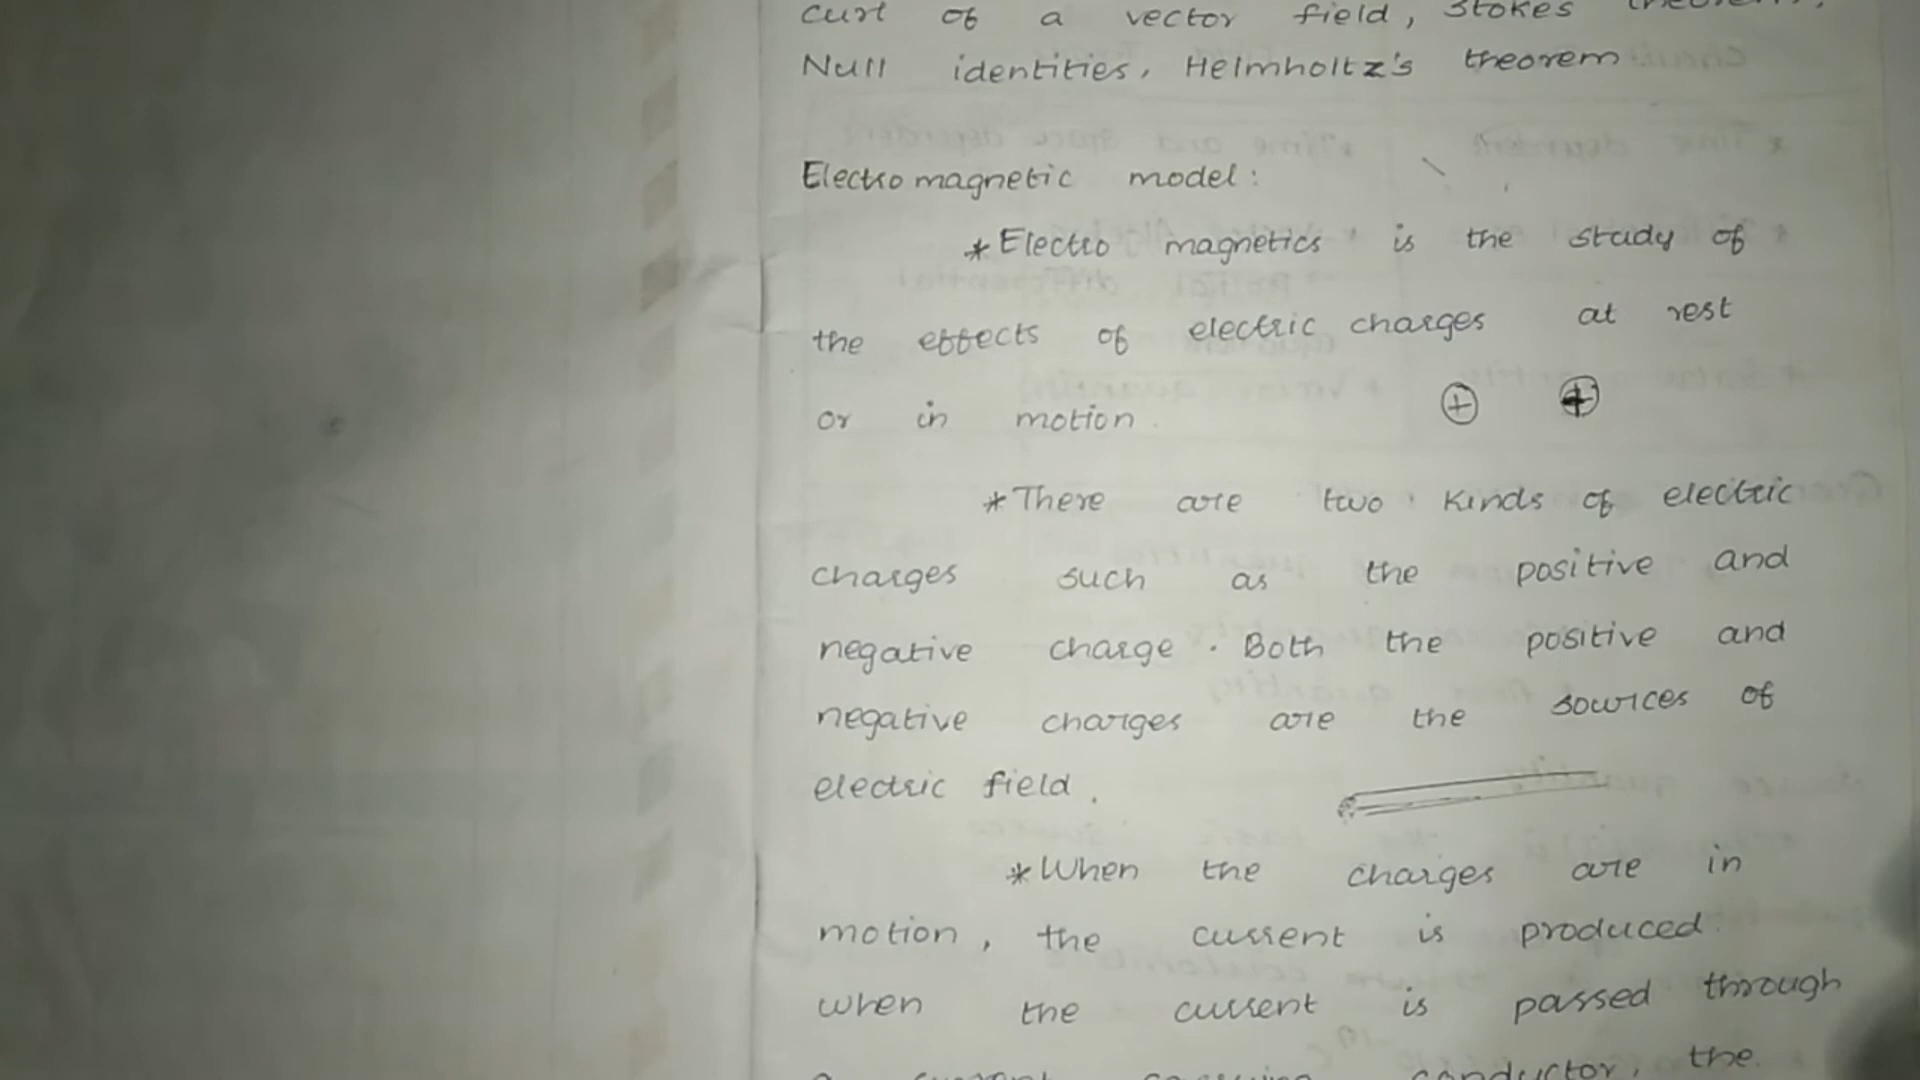 curl of a vector field, Stokes theorem,
Null identities, Helmholtz's theorem
Electro magnetic model:
* Electro magnetics is the study of
the effects of electric charges at rest
or in motion.
* There are two kinds of electric
charges such as the positive and
negative charge. Both the positive and
negative charges are the sources of
electric field.
* When the charges are in
motion, the current is produced.
when the current is passed through
a current carrying conductor, the